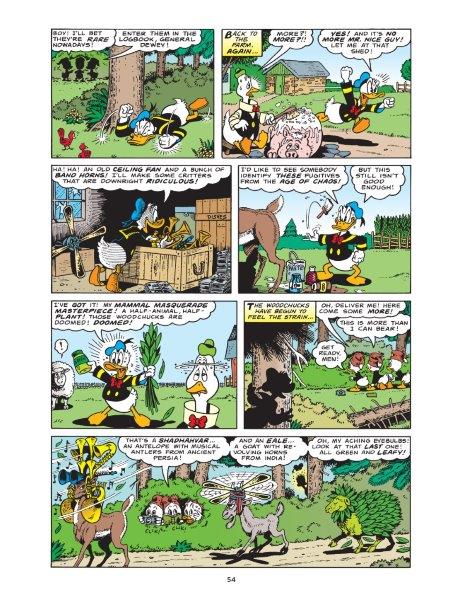 BOY! I'LL BET
THEY'RE RARE
NOWADAYS!
ENTER THEM IN THE
LOGBOOK, GENERAL
DEWEY!
BACK TO
THE FARM,
AGAIN...
MORE?!
MORE?!!
YES! AND IT'S NO
MORE MR. NICE GUY!
LET ME AT THAT
SHED!
HA! HA! AN OLD CEILING FAN AND A BUNCH OF
BAND HORNS! I'LL MAKE SOME CRITTERS
THAT ARE DOWNRIGHT RIDICULOUS!
DISHES
I'D LIKE TO SEE SOMEBODY
IDENTIFY THESE FUGITIVES
FROM THE AGE OF CHAOS!
BUT THIS
STILL ISN'T
GOOD
ENOUGH!
PASTE
I'VE GOT IT! MY MAMMAL MASQUERADE
MASTERPIECE! A HALF-ANIMAL, HALF-
PLANT! THOSE WOODCHUCKS ARE
DOOMED! DOOMED!
!
THE WOODCHUCKS
HAVE BEGUN TO
FEEL THE STRAIN...
OH, DELIVER ME! HERE
COME SOME MORE!
THIS IS MORE THAN
I CAN BEAR!
GET
READY,
MEN!
THAT'S A SHADHAHVAR...
AN ANTELOPE WITH MUSICAL
ANTLERS FROM ANCIENT
PERSIA!
AND AN EALE...
A GOAT WITH RE-
VOLVING HORNS
FROM INDIA!
OH, MY ACHING EYEBULBS!
LOOK AT THAT LAST ONE!
ALL GREEN AND LEAFY!
CLIK!
CLIK!
54